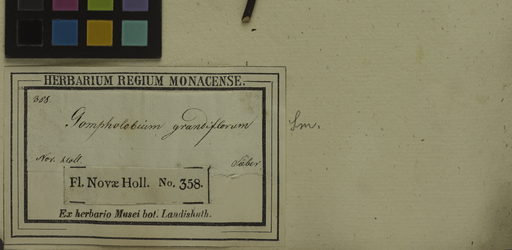 HERBARIUM REGIUM MONACENSE.
358.
Gompholobium grandiflorum Sm.
Nov. Holl. Sieber
Fl. Novæ Holl. No. 358.
Ex herbario Musei bot. Landishuth.